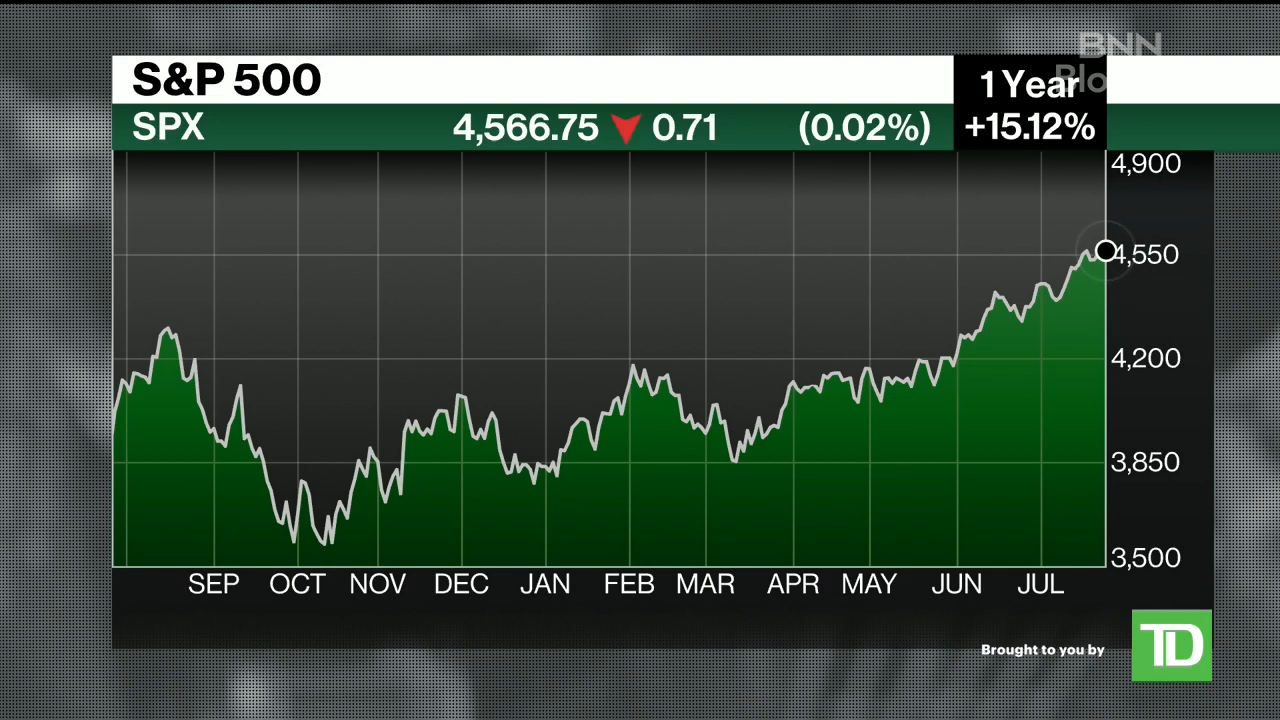 BNN
Blo
S&P 500
1 Year
SPX 4,566.75 0.71 (0.02%) +15.12%
4,900
4,550
4,200
3,850
3,500
SEP OCT NOV DEC JAN FEB MAR APR MAY JUN JUL
Brought to you by
TD